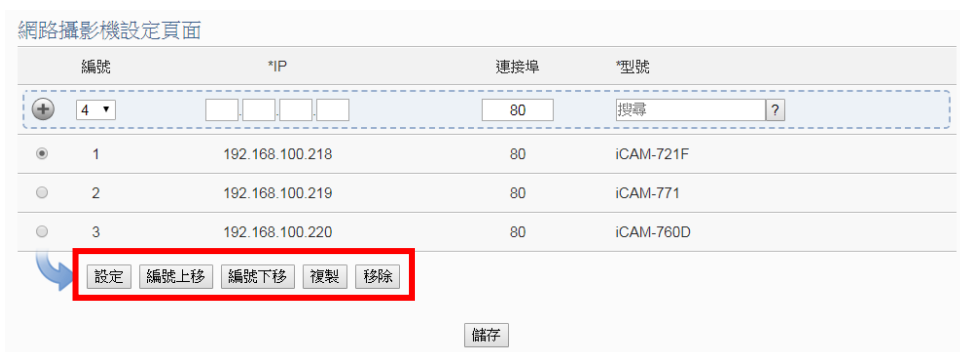 網路攝影機設定頁面
編號 *IP 連接埠 *型號
4 . . . 80 搜尋 ?
1 192.168.100.218 80 iCAM-721F
2 192.168.100.219 80 iCAM-771
3 192.168.100.220 80 iCAM-760D
設定 編號上移 編號下移 複製 移除
儲存